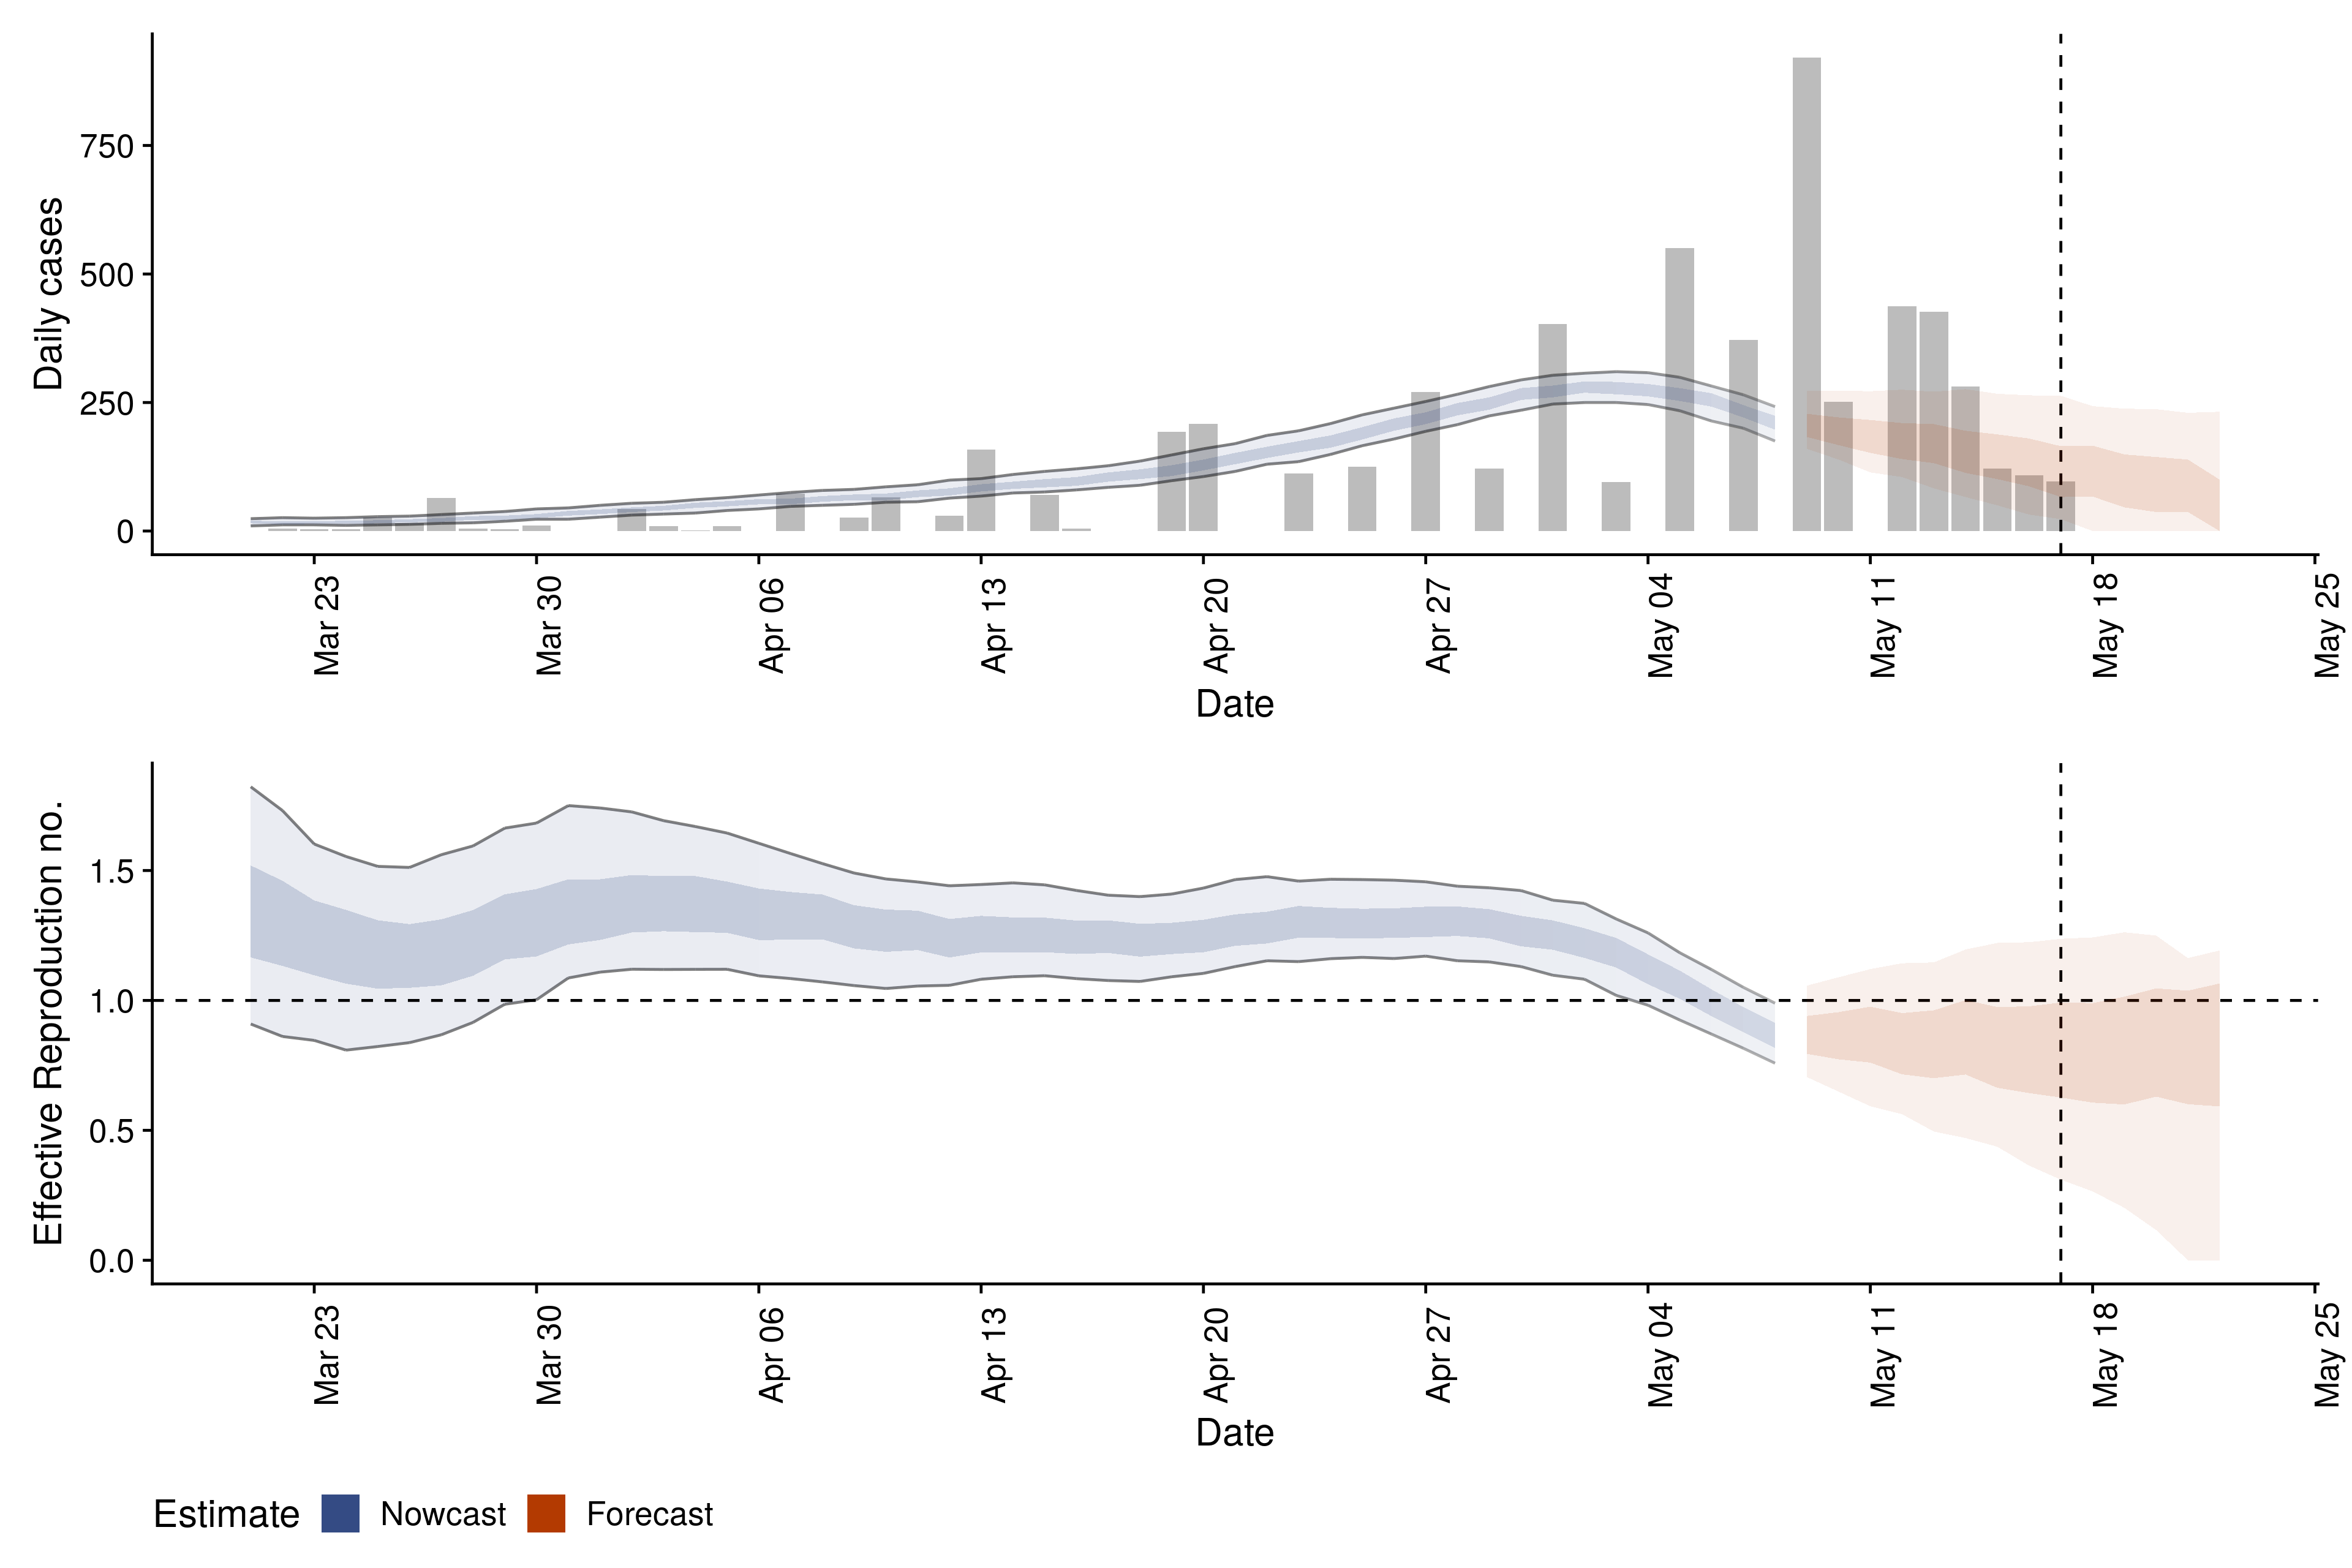 Daily cases
750
500
250
0
Mar 23
Mar 30
Apr 06
Apr 13
Apr 20
Apr 27
May 04
May 11
May 18
May 25
Date
Effective Reproduction no.
1.5
1.0
0.5
0.0
Mar 23
Mar 30
Apr 06
Apr 13
Apr 20
Apr 27
May 04
May 11
May 18
May 25
Date
Estimate Nowcast Forecast